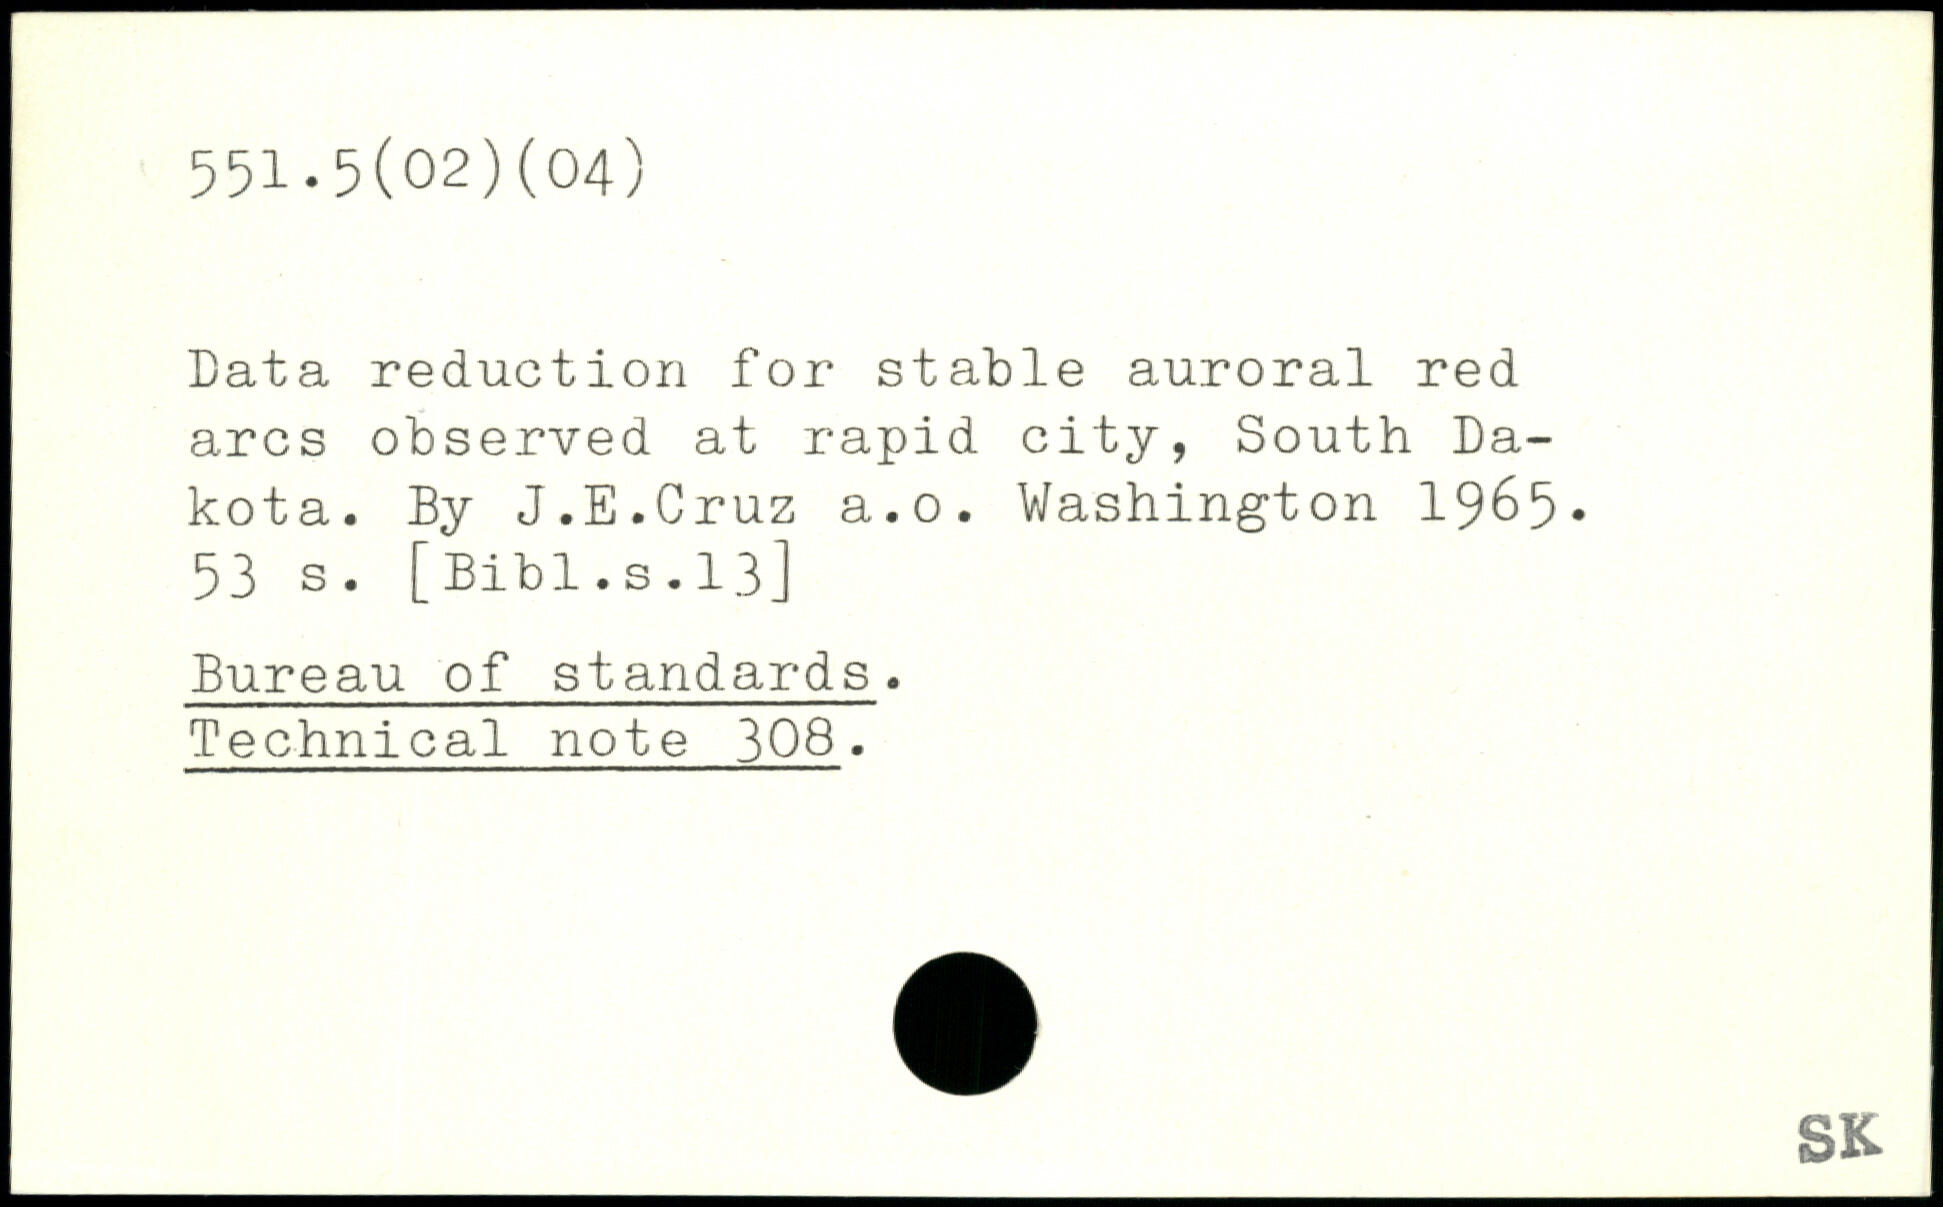 551.5(02)(04)
Data reduction for stable auroral red
arcs observed at rapid city, South Da-
kota. By J.E.Cruz a.o. Washington 1965.
53 s. [Bibl.s.13]
Bureau of standards.
Technical note 308.
SK